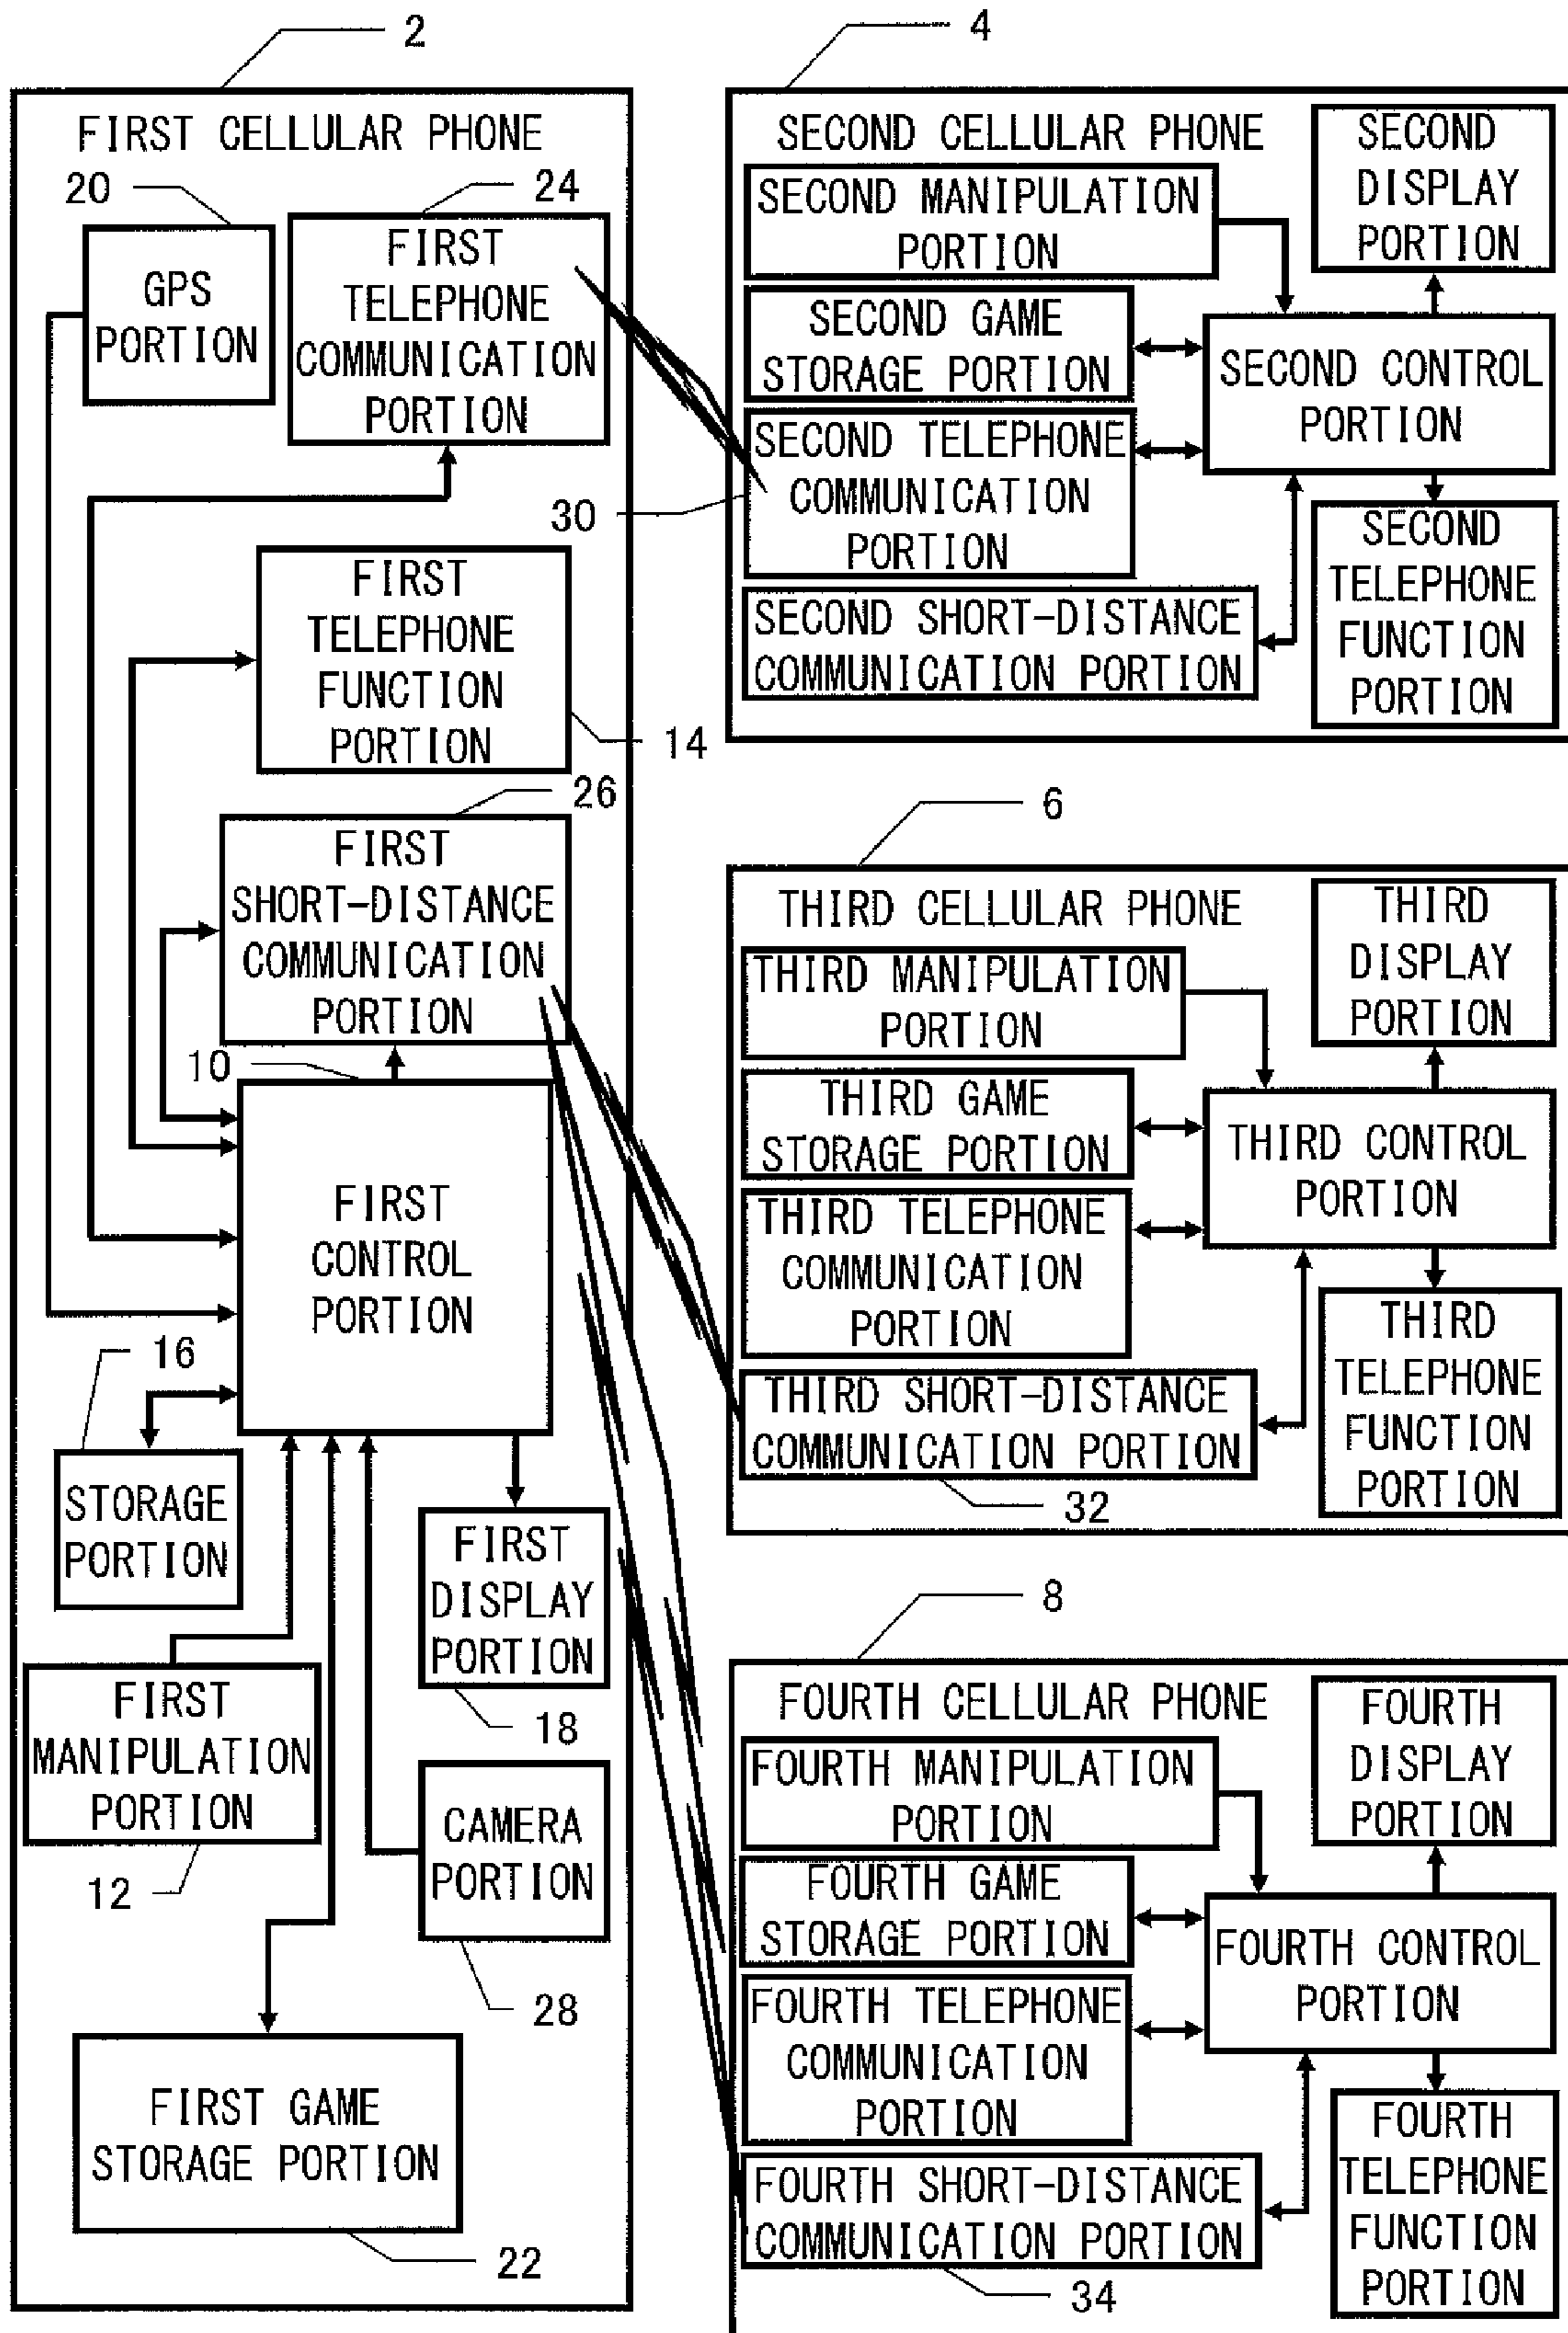 2
FIRST CELLULAR PHONE
20
24
GPS
PORTION
FIRST
TELEPHONE
COMMUNICATION
PORTION
FIRST
TELEPHONE
FUNCTION
PORTION
14
26
FIRST
SHORT-DISTANCE
COMMUNICATION
PORTION
10
FIRST
CONTROL
PORTION
16
STORAGE
PORTION
FIRST
DISPLAY
PORTION
18
FIRST
MANIPULATION
PORTION
12
CAMERA
PORTION
28
FIRST GAME
STORAGE PORTION
22
4
SECOND CELLULAR PHONE
SECOND
DISPLAY
PORTION
SECOND MANIPULATION
PORTION
SECOND GAME
STORAGE PORTION
SECOND CONTROL
PORTION
SECOND TELEPHONE
COMMUNICATION
PORTION
30
SECOND SHORT-DISTANCE
COMMUNICATION PORTION
SECOND
TELEPHONE
FUNCTION
PORTION
6
THIRD CELLULAR PHONE
THIRD
DISPLAY
PORTION
THIRD MANIPULATION
PORTION
THIRD GAME
STORAGE PORTION
THIRD CONTROL
PORTION
THIRD TELEPHONE
COMMUNICATION
PORTION
THIRD SHORT-DISTANCE
COMMUNICATION PORTION
32
THIRD
TELEPHONE
FUNCTION
PORTION
8
FOURTH CELLULAR PHONE
FOURTH
DISPLAY
PORTION
FOURTH MANIPULATION
PORTION
FOURTH GAME
STORAGE PORTION
FOURTH CONTROL
PORTION
FOURTH TELEPHONE
COMMUNICATION
PORTION
FOURTH SHORT-DISTANCE
COMMUNICATION PORTION
34
FOURTH
TELEPHONE
FUNCTION
PORTION